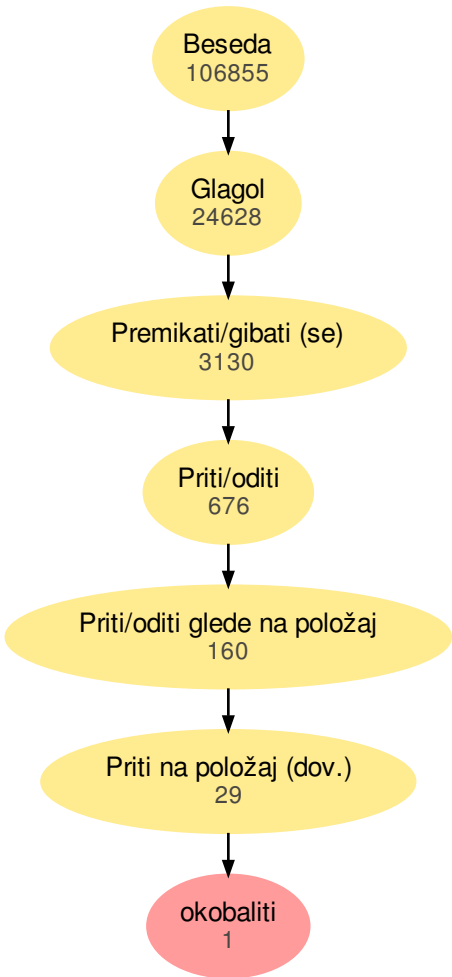 Beseda
106855
Glagol
24628
Premikati/gibati (se)
3130
Priti/oditi
676
Priti/oditi glede na položaj
160
Priti na položaj (dov.)
29
okobaliti
1